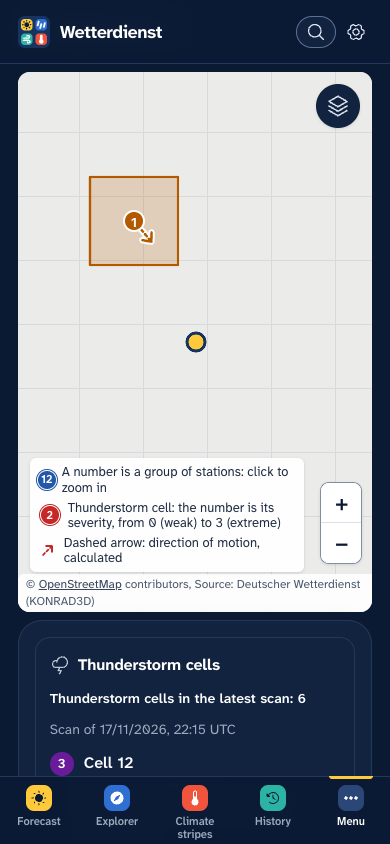 Wetterdienst
1
12
A number is a group of stations: click to
zoom in
2
Thunderstorm cell: the number is its
severity, from 0 (weak) to 3 (extreme)
Dashed arrow: direction of motion,
calculated
+
−
© OpenStreetMap contributors, Source: Deutscher Wetterdienst
(KONRAD3D)
Thunderstorm cells
Thunderstorm cells in the latest scan: 6
Scan of 17/11/2026, 22:15 UTC
3
Cell 12
Forecast
Explorer
Climate
stripes
History
Menu